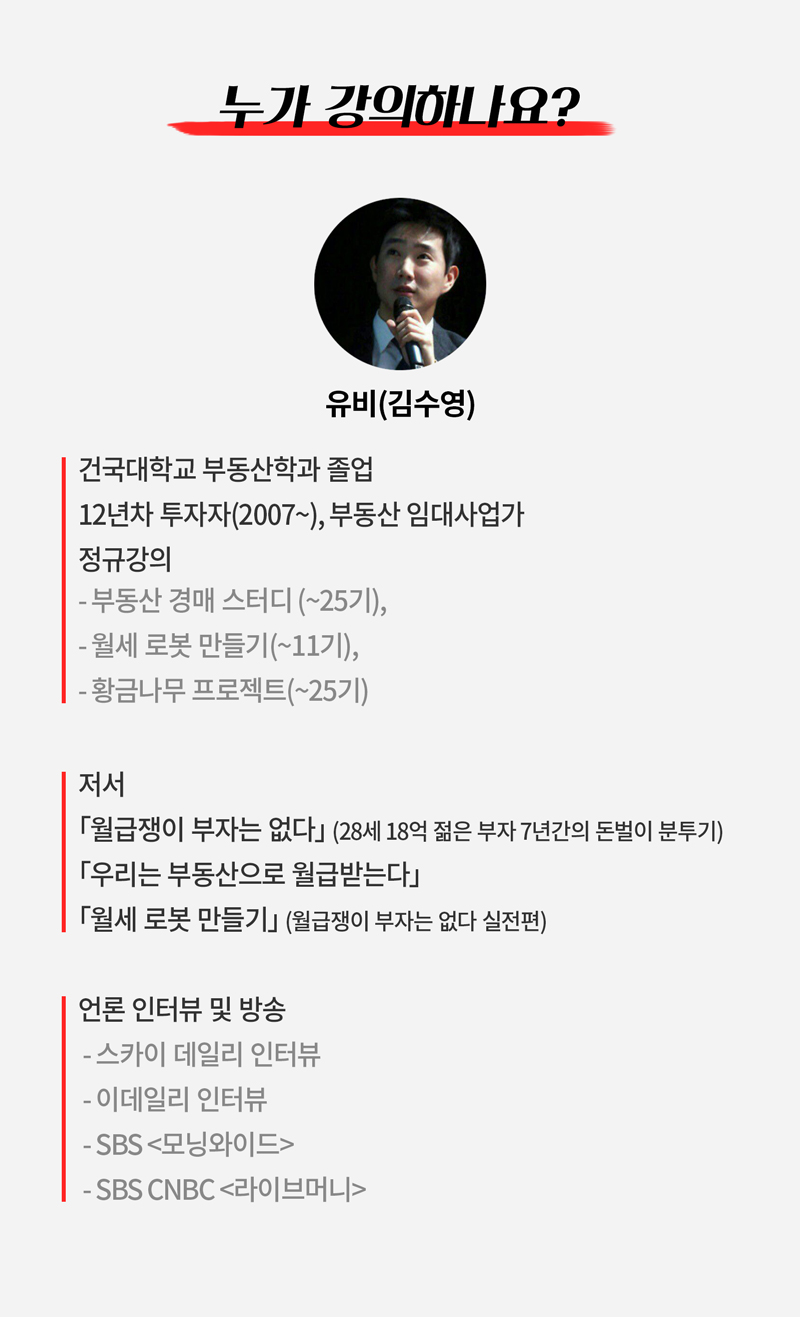 누가 강의하나요?
유비(김수영)
건국대학교 부동산학과 졸업
12년차 투자자(2007~), 부동산 임대사업가
정규강의
- 부동산 경매 스터디 (~25기),
- 월세 로봇 만들기(~11기),
- 황금나무 프로젝트(~25기)
저서
「월급쟁이 부자는 없다」 (28세 18억 젊은 부자 7년간의 돈벌이 분투기)
「우리는 부동산으로 월급받는다」
「월세 로봇 만들기」 (월급쟁이 부자는 없다 실전편)
언론 인터뷰 및 방송
- 스카이 데일리 인터뷰
- 이데일리 인터뷰
- SBS <모닝와이드>
- SBS CNBC <라이브머니>